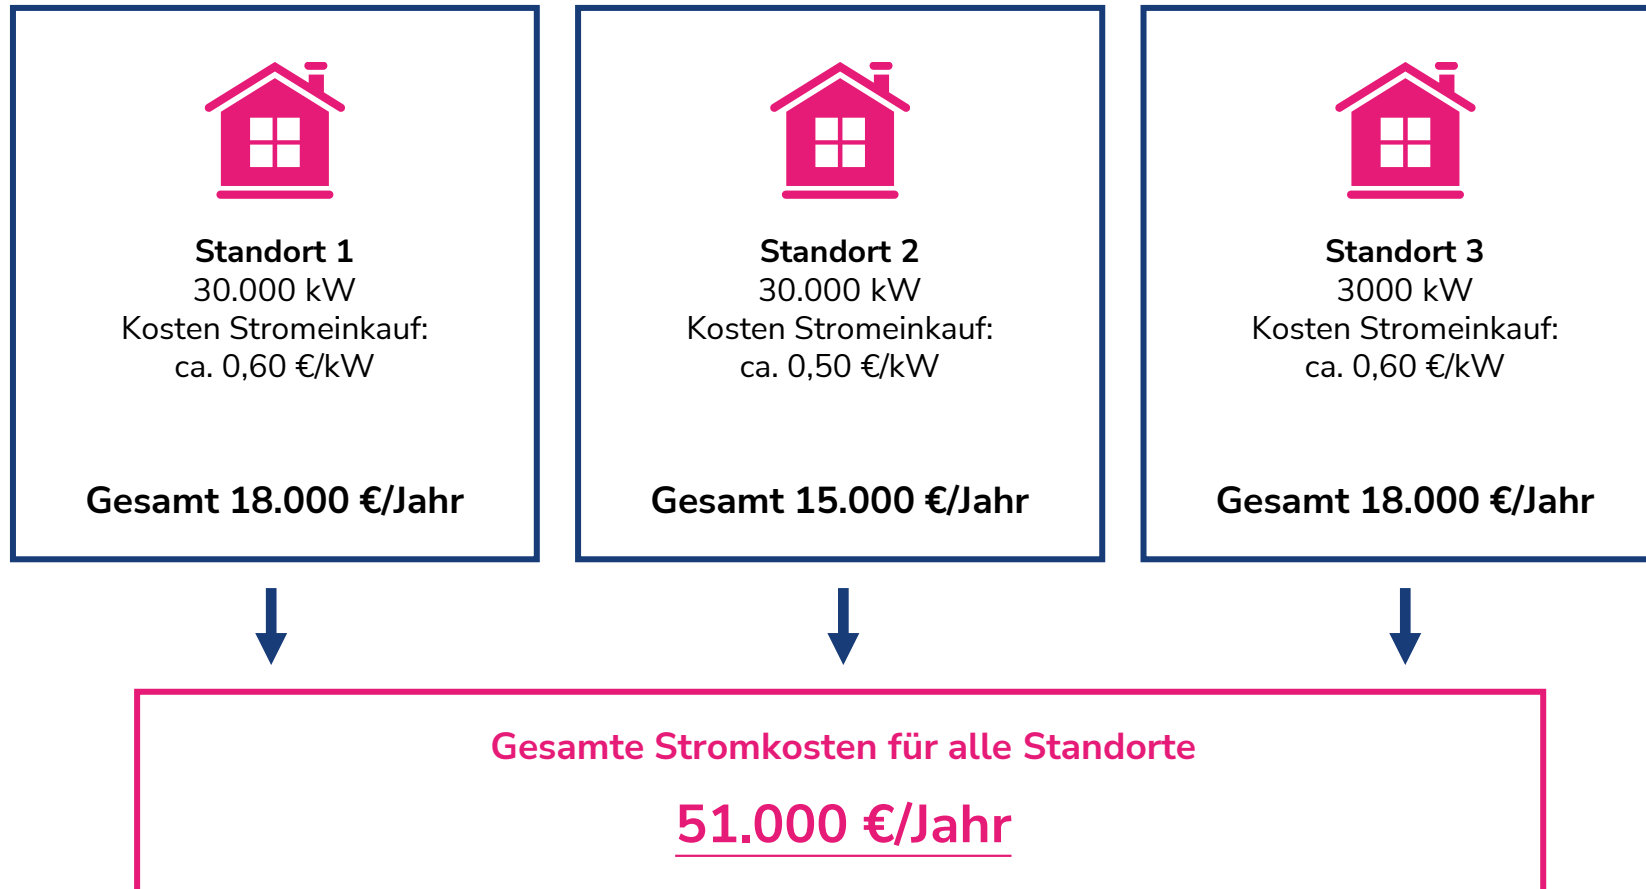 Standort 1
30.000 kW
Kosten Stromeinkauf:
ca. 0,60 €/kW
Gesamt 18.000 €/Jahr
Standort 2
30.000 kW
Kosten Stromeinkauf:
ca. 0,50 €/kW
Gesamt 15.000 €/Jahr
Standort 3
3000 kW
Kosten Stromeinkauf:
ca. 0,60 €/kW
Gesamt 18.000 €/Jahr
Gesamte Stromkosten für alle Standorte
51.000 €/Jahr